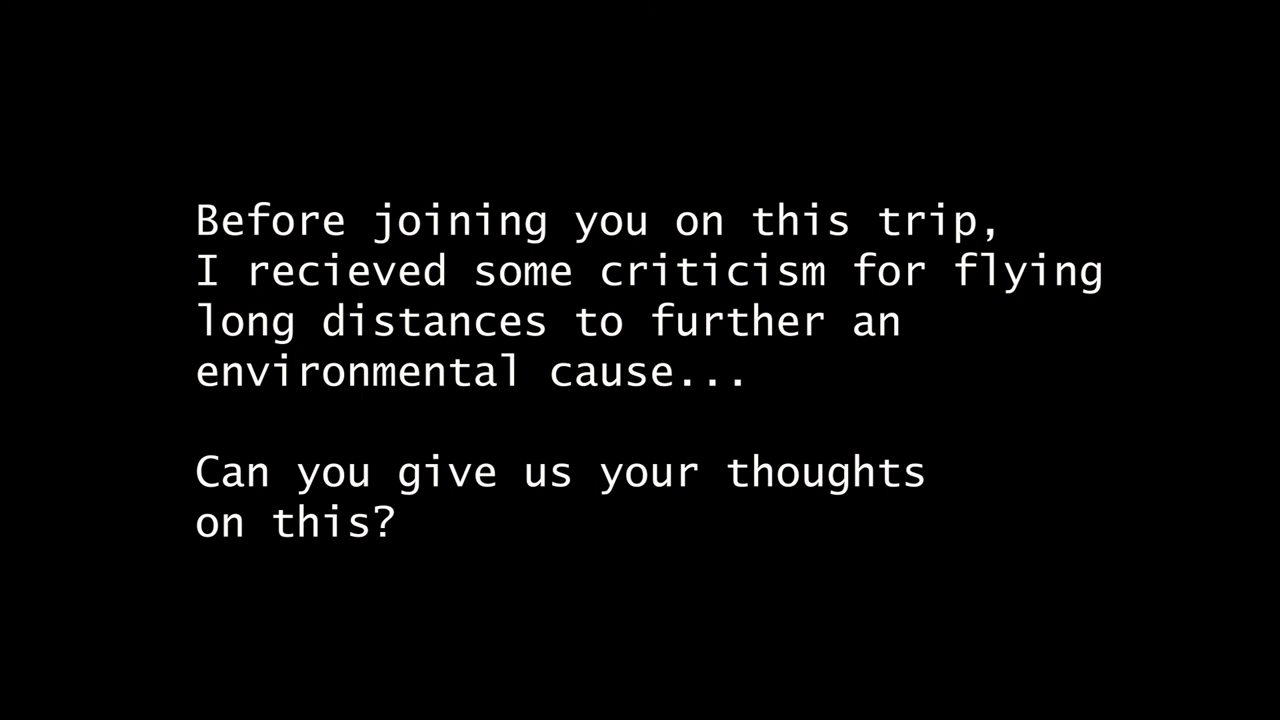 Before joining you on this trip,
I recieved some criticism for flying
long distances to further an
environmental cause...
Can you give us your thoughts
on this?